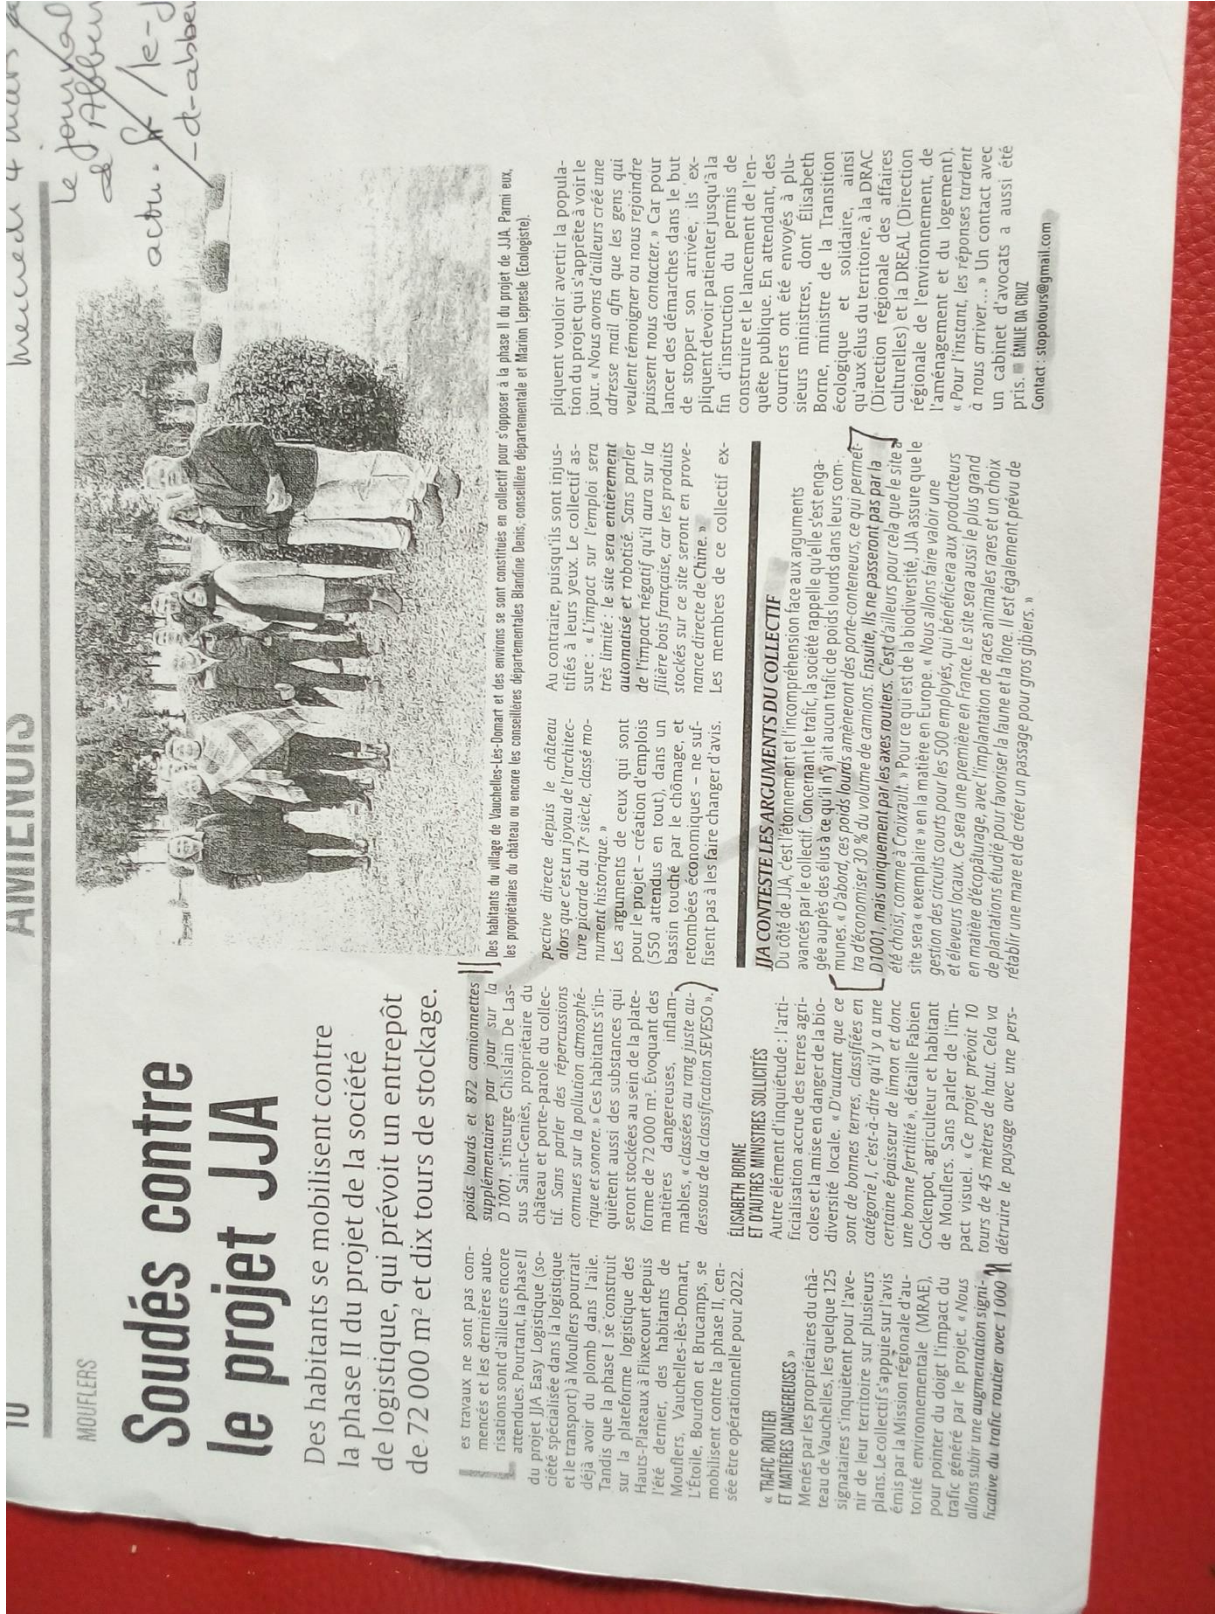 10
AMIENOIS
mercredi 4 mars
le journal
d'Abbev
actu.fr/le-j
-d-abbev
MOUFLERS
Soudés contre
le projet JJA
Des habitants se mobilisent contre
la phase II du projet de la société
de logistique, qui prévoit un entrepôt
de 72 000 m² et dix tours de stockage.
Des habitants du village de Vauchelles-Lès-Domart et des environs se sont constitués en collectif pour s'opposer à la phase II du projet de JJA. Parmi eux,
les propriétaires du château ou encore les conseillères départementales Blandine Denis, conseillère départementale et Marion Lepresle (Ecologiste).
Les travaux ne sont pas com-
mencés et les dernières auto-
risations sont d'ailleurs encore
attendues. Pourtant, la phase II
du projet JJA Easy Logistique (so-
ciété spécialisée dans la logistique
et le transport) à Mouflers pourrait
déjà avoir du plomb dans l'aile.
Tandis que la phase I se construit
sur la plateforme logistique des
Hauts-Plateaux à Flixecourt depuis
l'été dernier, des habitants de
Mouflers, Vauchelles-lès-Domart,
L'Étoile, Bourdon et Brucamps, se
mobilisent contre la phase II, cen-
sée être opérationnelle pour 2022.
« TRAFIC ROUTIER
ET MATIÈRES DANGEREUSES »
Menés par les propriétaires du châ-
teau de Vauchelles, les quelque 125
signataires s'inquiètent pour l'ave-
nir de leur territoire sur plusieurs
plans. Le collectif s'appuie sur l'avis
émis par la Mission régionale d'au-
torité environnementale (MRAE),
pour pointer du doigt l'impact du
trafic généré par le projet. « Nous
allons subir une augmentation signi-
ficative du trafic routier avec 1 000
poids lourds et 872 camionnettes
supplémentaires par jour sur la
D1001, s'insurge Ghislain De Las-
sus Saint-Geniès, propriétaire du
château et porte-parole du collec-
tif. Sans parler des répercussions
connues sur la pollution atmosphé-
rique et sonore. » Ces habitants s'in-
quiètent aussi des substances qui
seront stockées au sein de la plate-
forme de 72 000 m². Évoquant des
matières dangereuses, inflam-
mables, « classées au rang juste au-
dessous de la classification SEVESO ».
ÉLISABETH BORNE
ET D'AUTRES MINISTRES SOLLICITÉS
Autre élément d'inquiétude : l'arti-
ficialisation accrue des terres agri-
coles et la mise en danger de la bio-
diversité locale. « D'autant que ce
sont de bonnes terres, classifiées en
catégorie I, c'est-à-dire qu'il y a une
certaine épaisseur de limon et donc
une bonne fertilité », détaille Fabien
Cockenpot, agriculteur et habitant
de Mouflers. Sans parler de l'im-
pact visuel. « Ce projet prévoit 10
tours de 45 mètres de haut. Cela va
détruire le paysage avec une pers-
pective directe depuis le château
alors que c'est un joyau de l'architec-
ture picarde du 17e siècle, classé mo-
nument historique. »
Les arguments de ceux qui sont
pour le projet – création d'emplois
(550 attendus en tout), dans un
bassin touché par le chômage, et
retombées économiques – ne suf-
fisent pas à les faire changer d'avis.
Au contraire, puisqu'ils sont injus-
tifiés à leurs yeux. Le collectif as-
sure : « L'impact sur l'emploi sera
très limité : le site sera entièrement
automatisé et robotisé. Sans parler
de l'impact négatif qu'il aura sur la
filière bois française, car les produits
stockés sur ce site seront en prove-
nance directe de Chine. »
Les membres de ce collectif ex-
pliquent vouloir avertir la popula-
tion du projet qui s'apprête à voir le
jour. « Nous avons d'ailleurs créé une
adresse mail afin que les gens qui
veulent témoigner ou nous rejoindre
puissent nous contacter. » Car pour
lancer des démarches dans le but
de stopper son arrivée, ils ex-
pliquent devoir patienter jusqu'à la
fin d'instruction du permis de
construire et le lancement de l'en-
quête publique. En attendant, des
courriers ont été envoyés à plu-
sieurs ministres, dont Élisabeth
Borne, ministre de la Transition
écologique et solidaire, ainsi
qu'aux élus du territoire, à la DRAC
(Direction régionale des affaires
culturelles) et la DREAL (Direction
régionale de l'environnement, de
l'aménagement et du logement).
« Pour l'instant, les réponses tardent
à nous arriver... » Un contact avec
un cabinet d'avocats a aussi été
pris. ÉMILIE DA CRUZ
Contact : stopotours@gmail.com
JJA CONTESTE LES ARGUMENTS DU COLLECTIF
Du côté de JJA, c'est l'étonnement et l'incompréhension face aux arguments
avancés par le collectif. Concernant le trafic, la société rappelle qu'elle s'est enga-
gée auprès des élus à ce qu'il n'y ait aucun trafic de poids lourds dans leurs com-
munes. « D'abord, ces poids lourds amèneront des porte-conteneurs, ce qui permet-
tra d'économiser 30 % du volume de camions. Ensuite, ils ne passeront pas par la
D1001, mais uniquement par les axes routiers. C'est d'ailleurs pour cela que le site a
été choisi, comme à Croixrault. » Pour ce qui est de la biodiversité, JJA assure que le
site sera « exemplaire » en la matière en Europe. « Nous allons faire valoir une
gestion des circuits courts pour les 500 employés, qui bénéficiera aux producteurs
et éleveurs locaux. Ce sera une première en France. Le site sera aussi le plus grand
en matière d'écopâturage, avec l'implantation de races animales rares et un choix
de plantations étudié pour favoriser la faune et la flore. Il est également prévu de
rétablir une mare et de créer un passage pour gros gibiers. »